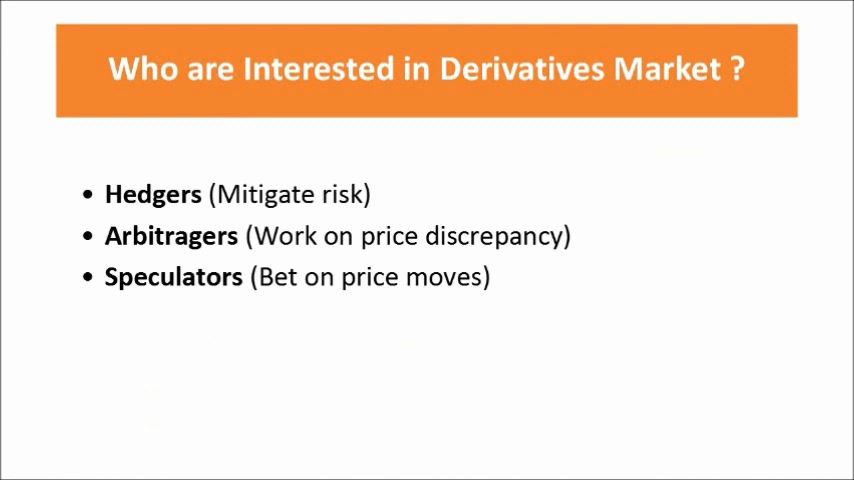 Who are Interested in Derivatives Market ?
• Hedgers (Mitigate risk)
• Arbitragers (Work on price discrepancy)
• Speculators (Bet on price moves)